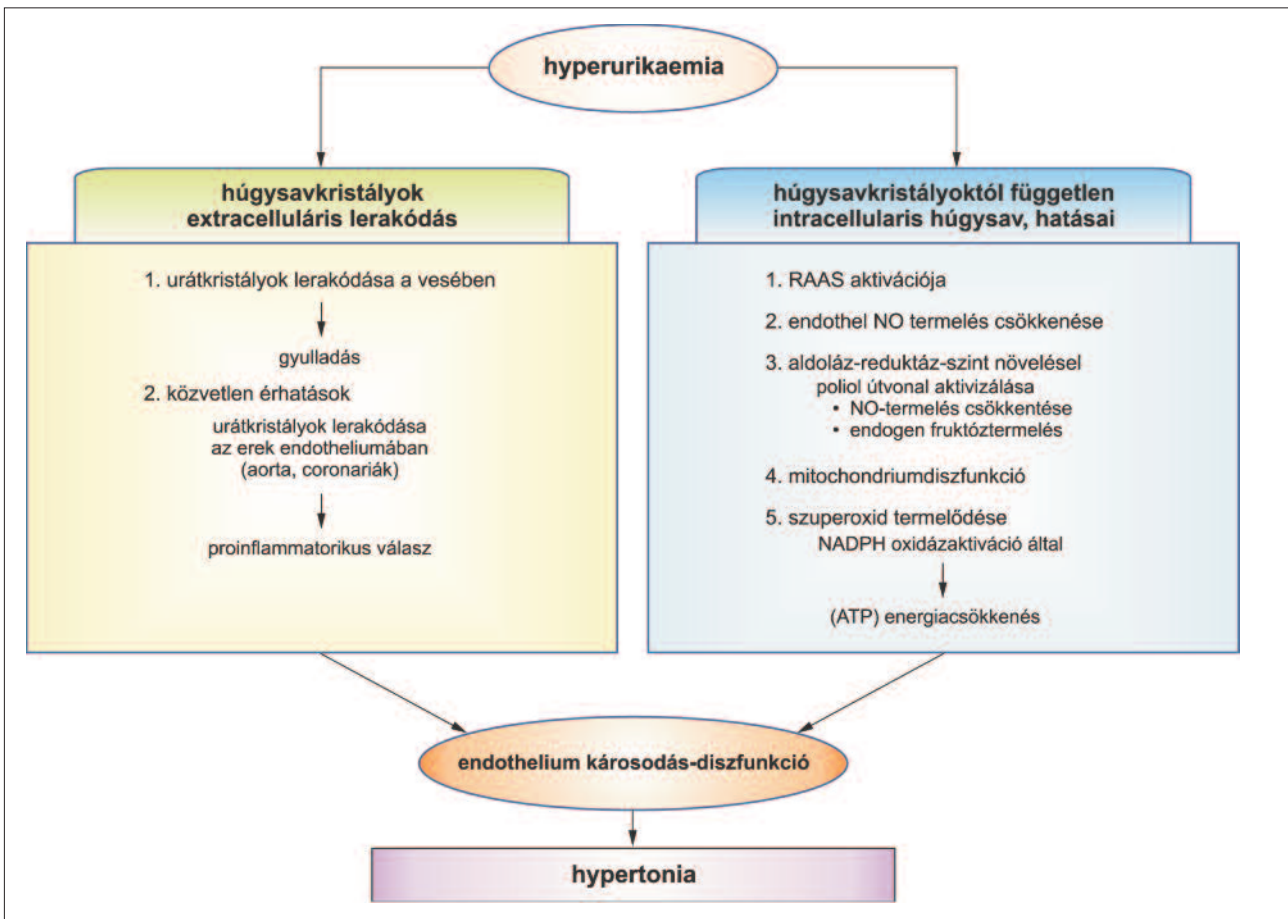 hyperurikaemia
húgysavkristályok
extracelluláris lerakódás
1. urátkristályok lerakódása a vesében
gyulladás
2. közvetlen érhatások
urátkristályok lerakódása
az erek endotheliumában
(aorta, coronariák)
proinflammatorikus válasz
húgysavkristályoktól független
intracellularis húgysav, hatásai
1. RAAS aktivációja
2. endothel NO termelés csökkenése
3. aldoláz-reduktáz-szint növelésel
poliol útvonal aktivizálása
• NO-termelés csökkentése
• endogen fruktóztermelés
4. mitochondriumdiszfunkció
5. szuperoxid termelődése
NADPH oxidázaktiváció által
(ATP) energiacsökkenés
endothelium károsodás-diszfunkció
hypertonia